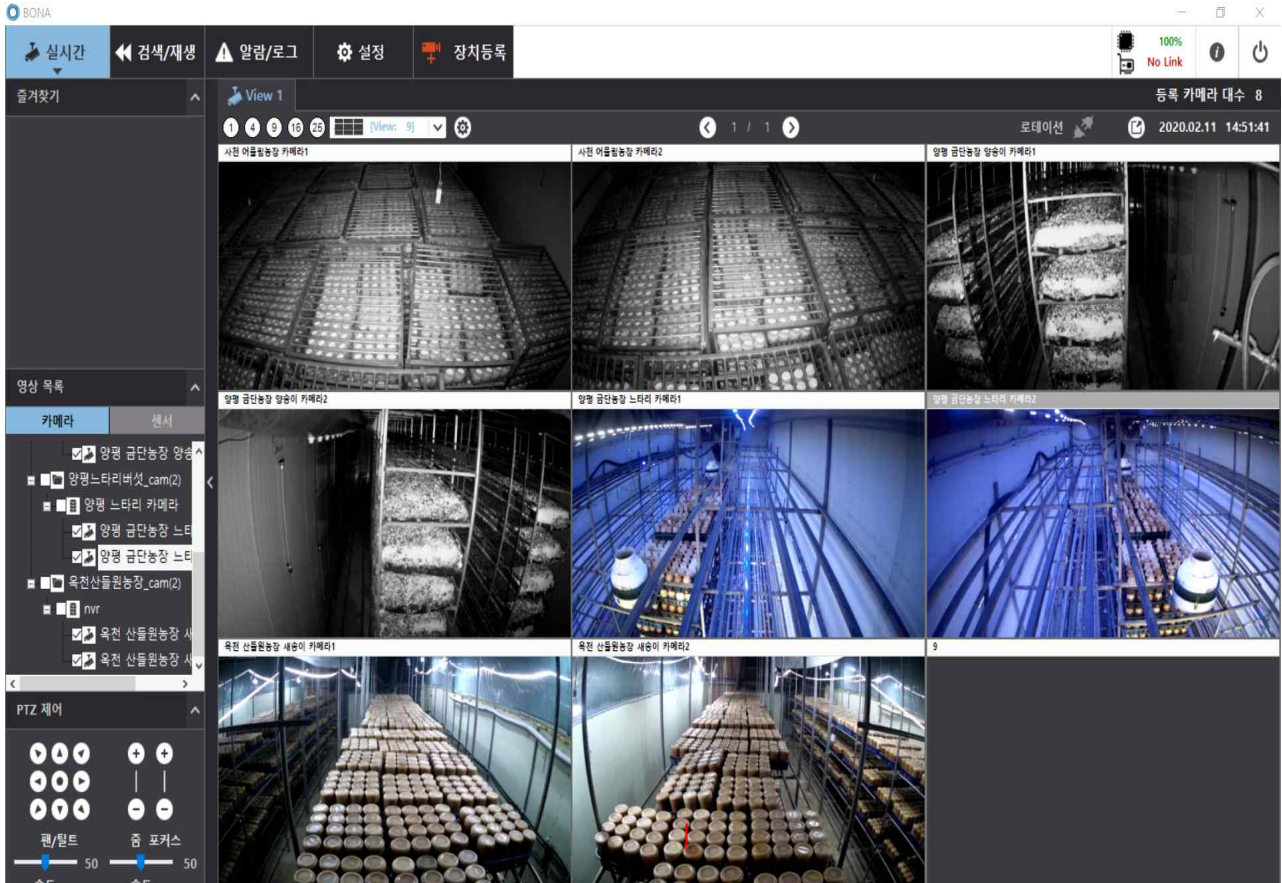 BONA
실시간 검색/재생 알람/로그 설정 장치등록
100%
No Link
즐겨찾기
View 1
등록 카메라 대수 8
1 4 9 16 25 [View: 9]
1 / 1
로테이션
2020.02.11 14:51:41
사천 어울림농장 카메라1
사천 어울림농장 카메라2
양평 금단농장 양송이 카메라1
영상 목록
카메라 센서
양평 금단농장 양송
양평느타리버섯_cam(2)
양평 느타리 카메라
양평 금단농장 느타
양평 금단농장 느타
옥천산들원농장_cam(2)
nvr
옥천 산들원농장 새
옥천 산들원농장 새
양평 금단농장 양송이 카메라2
양평 금단농장 느타리 카메라1
양평 금단농장 느타리 카메라2
옥천 산들원농장 새송이 카메라1
옥천 산들원농장 새송이 카메라2
9
PTZ 제어
팬/틸트
줌 포커스
50
50